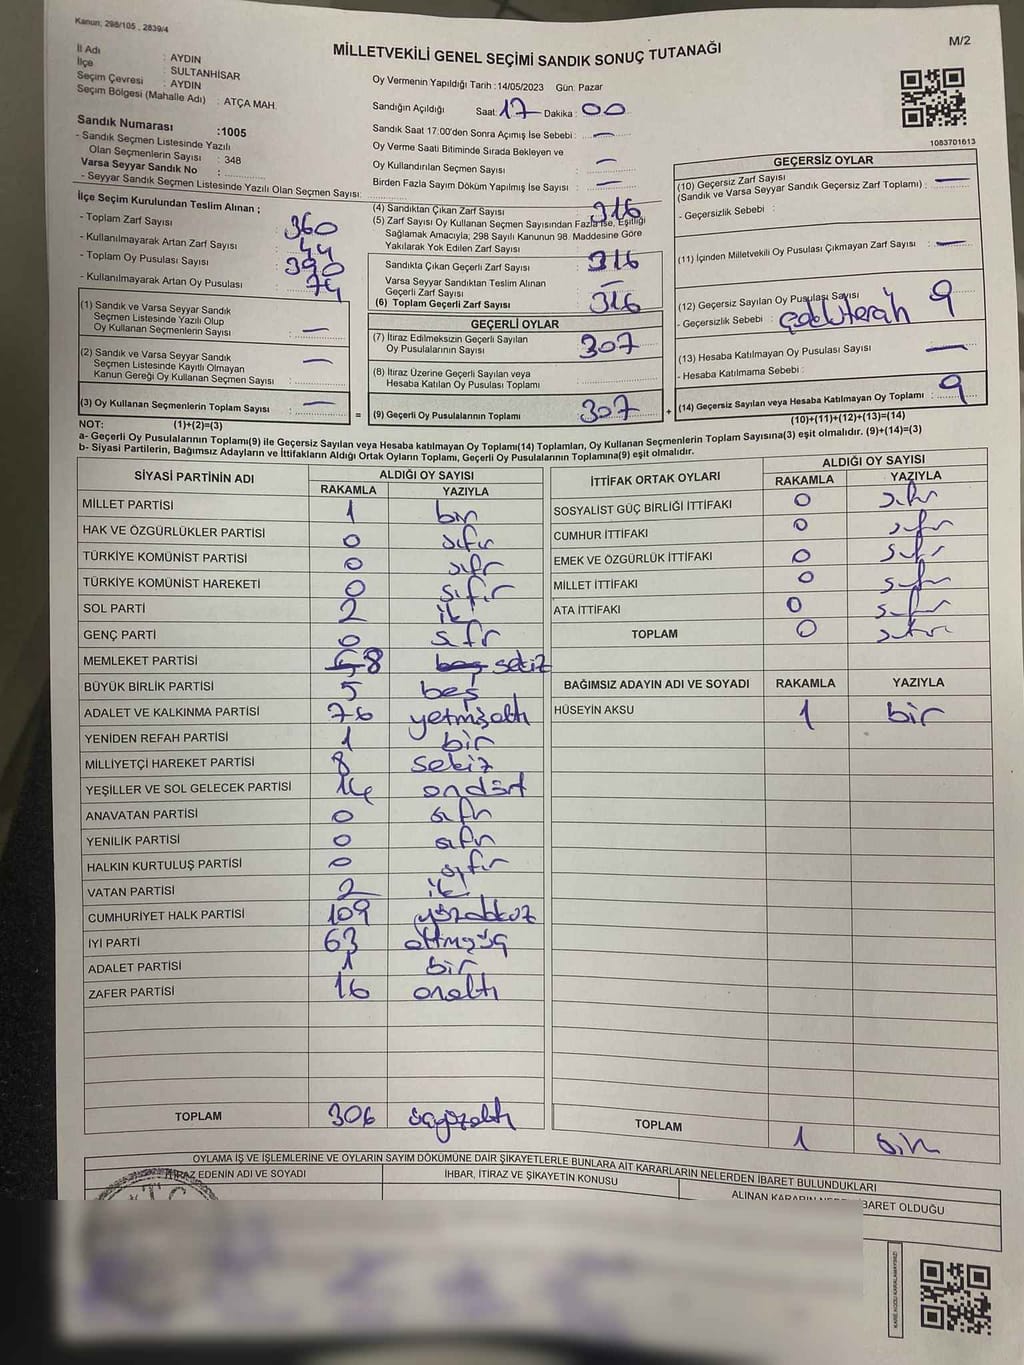 Kanun; 298/105 , 2839/4
MİLLETVEKİLİ GENEL SEÇİMİ SANDIK SONUÇ TUTANAĞI
M/2
İl Adı : AYDIN
İlçe : SULTANHİSAR
Seçim Çevresi : AYDIN
Seçim Bölgesi (Mahalle Adı) : ATÇA MAH.
Sandık Numarası :1005
- Sandık Seçmen Listesinde Yazılı
Olan Seçmenlerin Sayısı : 348
Varsa Seyyar Sandık No :
- Seyyar Sandık Seçmen Listesinde Yazılı Olan Seçmen Sayısı:
Oy Vermenin Yapıldığı Tarih :14/05/2023 Gün: Pazar
Sandığın Açıldığı Saat: 17 Dakika : 00
Sandık Saat 17:00'den Sonra Açımış İse Sebebi : —
Oy Verme Saati Bitiminde Sırada Bekleyen ve
Oy Kullandırılan Seçmen Sayısı : —
Birden Fazla Sayım Döküm Yapılmış İse Sayısı : —
1083701613
İlçe Seçim Kurulundan Teslim Alınan ;
- Toplam Zarf Sayısı : 360
- Kullanılmayarak Artan Zarf Sayısı : 44
- Toplam Oy Pusulası Sayısı : 390
- Kullanılmayarak Artan Oy Pusulası : 74
(1) Sandık ve Varsa Seyyar Sandık
Seçmen Listesinde Yazılı Olup
Oy Kullanan Seçmenlerin Sayısı : —
(2) Sandık ve Varsa Seyyar Sandık
Seçmen Listesinde Kayıtlı Olmayan
Kanun Gereği Oy Kullanan Seçmen Sayısı : —
(3) Oy Kullanan Seçmenlerin Toplam Sayısı : —
(4) Sandıktan Çıkan Zarf Sayısı : 316
(5) Zarf Sayısı Oy Kullanan Seçmen Sayısından Fazla İse, Eşitliği
Sağlamak Amacıyla; 298 Sayılı Kanunun 98. Maddesine Göre
Yakılarak Yok Edilen Zarf Sayısı :
Sandıkta Çıkan Geçerli Zarf Sayısı : 316
Varsa Seyyar Sandıktan Teslim Alınan
Geçerli Zarf Sayısı : —
(6) Toplam Geçerli Zarf Sayısı : 316
GEÇERLİ OYLAR
(7) İtiraz Edilmeksizin Geçerli Sayılan
Oy Pusulalarının Sayısı : 307
(8) İtiraz Üzerine Geçerli Sayılan veya
Hesaba Katılan Oy Pusulası Toplamı :
= (9) Geçerli Oy Pusulalarının Toplamı : 307 +
GEÇERSİZ OYLAR
(10) Geçersiz Zarf Sayısı
(Sandık ve Varsa Seyyar Sandık Geçersiz Zarf Toplamı) : —
- Geçersizlik Sebebi :
(11) İçinden Milletvekili Oy Pusulası Çıkmayan Zarf Sayısı : —
(12) Geçersiz Sayılan Oy Pusulası Sayısı : 9
- Geçersizlik Sebebi :
(13) Hesaba Katılmayan Oy Pusulası Sayısı : —
- Hesaba Katılmama Sebebi :
(14) Geçersiz Sayılan veya Hesaba Katılmayan Oy Toplamı : 9
NOT: (1)+(2)=(3)
(10)+(11)+(12)+(13)=(14)
a- Geçerli Oy Pusulalarının Toplamı(9) ile Geçersiz Sayılan veya Hesaba katılmayan Oy Toplamı(14) Toplamları, Oy Kullanan Seçmenlerin Toplam Sayısına(3) eşit olmalıdır. (9)+(14)=(3)
b- Siyasi Partilerin, Bağımsız Adayların ve İttifakların Aldığı Ortak Oyların Toplamı, Geçerli Oy Pusulalarının Toplamına(9) eşit olmalıdır.
SİYASİ PARTİNİN ADI ALDIĞI OY SAYISI
RAKAMLA YAZIYLA
MİLLET PARTİSİ 1 bir
HAK VE ÖZGÜRLÜKLER PARTİSİ 0 sıfır
TÜRKİYE KOMÜNİST PARTİSİ 0 sıfr
TÜRKİYE KOMÜNİST HAREKETİ 0 sıfır
SOL PARTİ 2 iki
GENÇ PARTİ 0 sıfr
MEMLEKET PARTİSİ 8 sekiz
BÜYÜK BİRLİK PARTİSİ 5 beş
ADALET VE KALKINMA PARTİSİ 76 yetmişaltı
YENİDEN REFAH PARTİSİ 1 bir
MİLLİYETÇİ HAREKET PARTİSİ 8 sekiz
YEŞİLLER VE SOL GELECEK PARTİSİ 14 ondört
ANAVATAN PARTİSİ 0 sıfır
YENİLİK PARTİSİ 0 sıfır
HALKIN KURTULUŞ PARTİSİ 0 sıfır
VATAN PARTİSİ 2 iki
CUMHURİYET HALK PARTİSİ 109 yüzdokuz
İYİ PARTİ 63 altmışüç
ADALET PARTİSİ 1 bir
ZAFER PARTİSİ 16 onaltı
TOPLAM 306 üçyüzaltı
İTTİFAK ORTAK OYLARI ALDIĞI OY SAYISI
RAKAMLA YAZIYLA
SOSYALİST GÜÇ BİRLİĞİ İTTİFAKI 0 sıfır
CUMHUR İTTİFAKI 0 sıfır
EMEK VE ÖZGÜRLÜK İTTİFAKI 0 sıfır
MİLLET İTTİFAKI 0 sıfır
ATA İTTİFAKI 0 sıfır
TOPLAM 0 sıfır
BAĞIMSIZ ADAYIN ADI VE SOYADI RAKAMLA YAZIYLA
HÜSEYİN AKSU 1 bir
TOPLAM 1 bir
OYLAMA İŞ VE İŞLEMLERİNE VE OYLARIN SAYIM DÖKÜMÜNE DAİR ŞİKAYETLERLE BUNLARA AİT KARARLARIN NELERDEN İBARET BULUNDUKLARI
İTİRAZ EDENİN ADI VE SOYADI
İHBAR, İTİRAZ VE ŞİKAYETİN KONUSU
ALINAN KARARIN NEDEN İBARET OLDUĞU